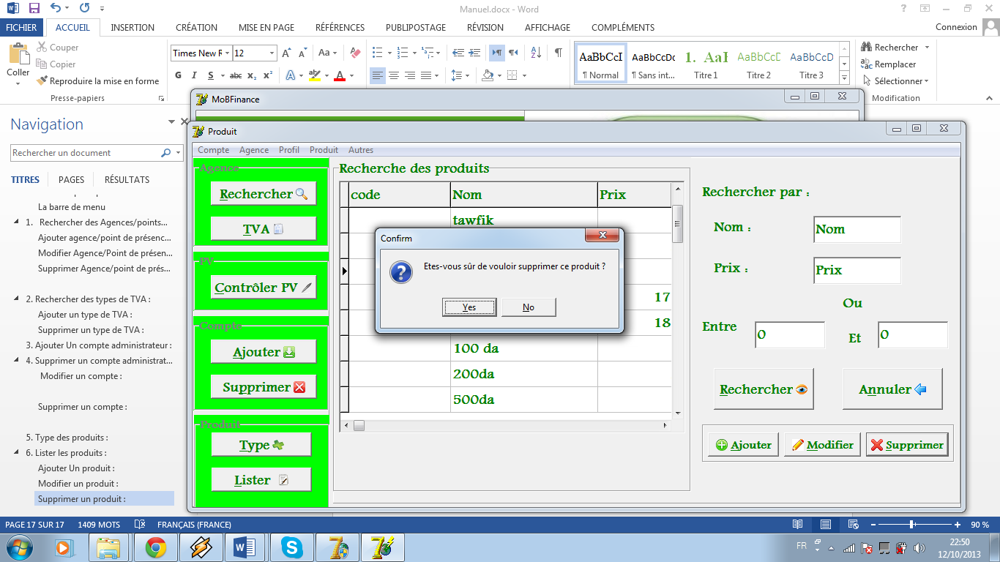 Manuel.docx - Word
FICHIER ACCUEIL INSERTION CRÉATION MISE EN PAGE RÉFÉRENCES PUBLIPOSTAGE RÉVISION AFFICHAGE COMPLÉMENTS Connexion
Coller
Couper
Copier
Reproduire la mise en forme
Presse-papiers
Times New R 12
G I S abc x₂ x²
AaBbCcI AaBbCcDc 1. AaI AaBbCcD AaBbCcD
¶ Normal ¶ Sans int... Titre 1 Titre 2 Titre 3
Rechercher
Remplacer
Sélectionner
Modification
Navigation
Rechercher un document
TITRES PAGES RÉSULTATS
La barre de menu
1. Rechercher des Agences/points...
Ajouter agence/point de présenc...
Modifier Agence/Point de présen...
Supprimer Agence/point de prés...
2. Rechercher des types de TVA :
Ajouter un type de TVA :
Supprimer un type de TVA :
3. Ajouter Un compte administrateur :
4. Supprimer un compte administrat...
Modifier un compte :
Supprimer un compte :
5. Type des produits :
6. Lister les produits :
Ajouter Un produit :
Modifier un produit :
Supprimer un produit :
MoBFinance
Produit
Compte Agence Profil Produit Autres
Agence
Rechercher
TVA
PV
Contrôler PV
Compte
Ajouter
Supprimer
Produit
Type
Lister
Recherche des produits
code Nom Prix
tawfik
17
18
100 da
200da
500da
Confirm
Etes-vous sûr de vouloir supprimer ce produit ?
Yes No
Rechercher par :
Nom : Nom
Prix : Prix
Ou
Entre 0 Et 0
Rechercher Annuler
Ajouter Modifier Supprimer
PAGE 17 SUR 17 1409 MOTS FRANÇAIS (FRANCE) 90 %
FR 22:50
12/10/2013